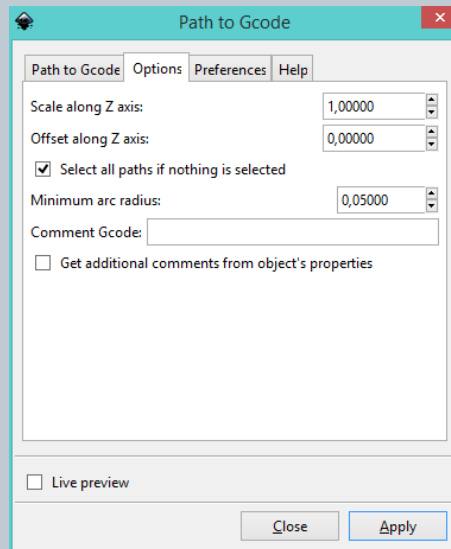 Path to Gcode
Path to Gcode Options Preferences Help
Scale along Z axis: 1,00000
Offset along Z axis: 0,00000
Select all paths if nothing is selected
Minimum arc radius: 0,05000
Comment Gcode:
Get additional comments from object's properties
Live preview
Close Apply